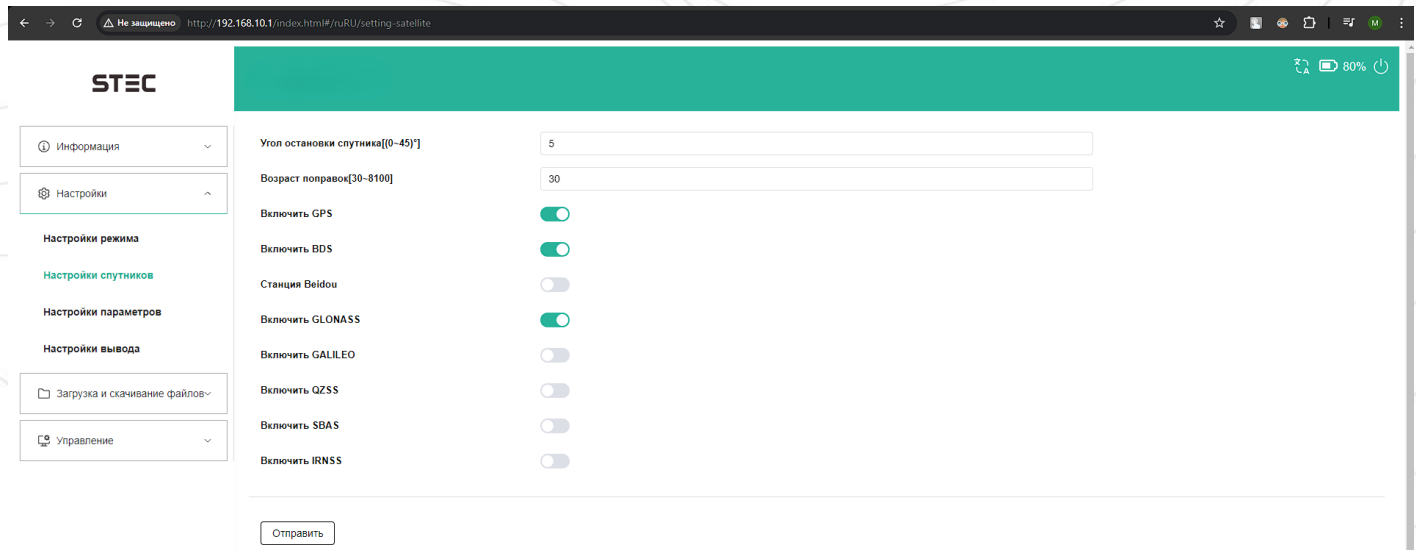 Не защищено http://192.168.10.1/index.html#/ruRU/setting-satellite
M
STEC
80%
Информация
Настройки
Настройки режима
Настройки спутников
Настройки параметров
Настройки вывода
Загрузка и скачивание файлов
Управление
Угол остановки спутника[(0~45)°] 5
Возраст поправок[30~8100] 30
Включить GPS
Включить BDS
Станция Beidou
Включить GLONASS
Включить GALILEO
Включить QZSS
Включить SBAS
Включить IRNSS
Отправить